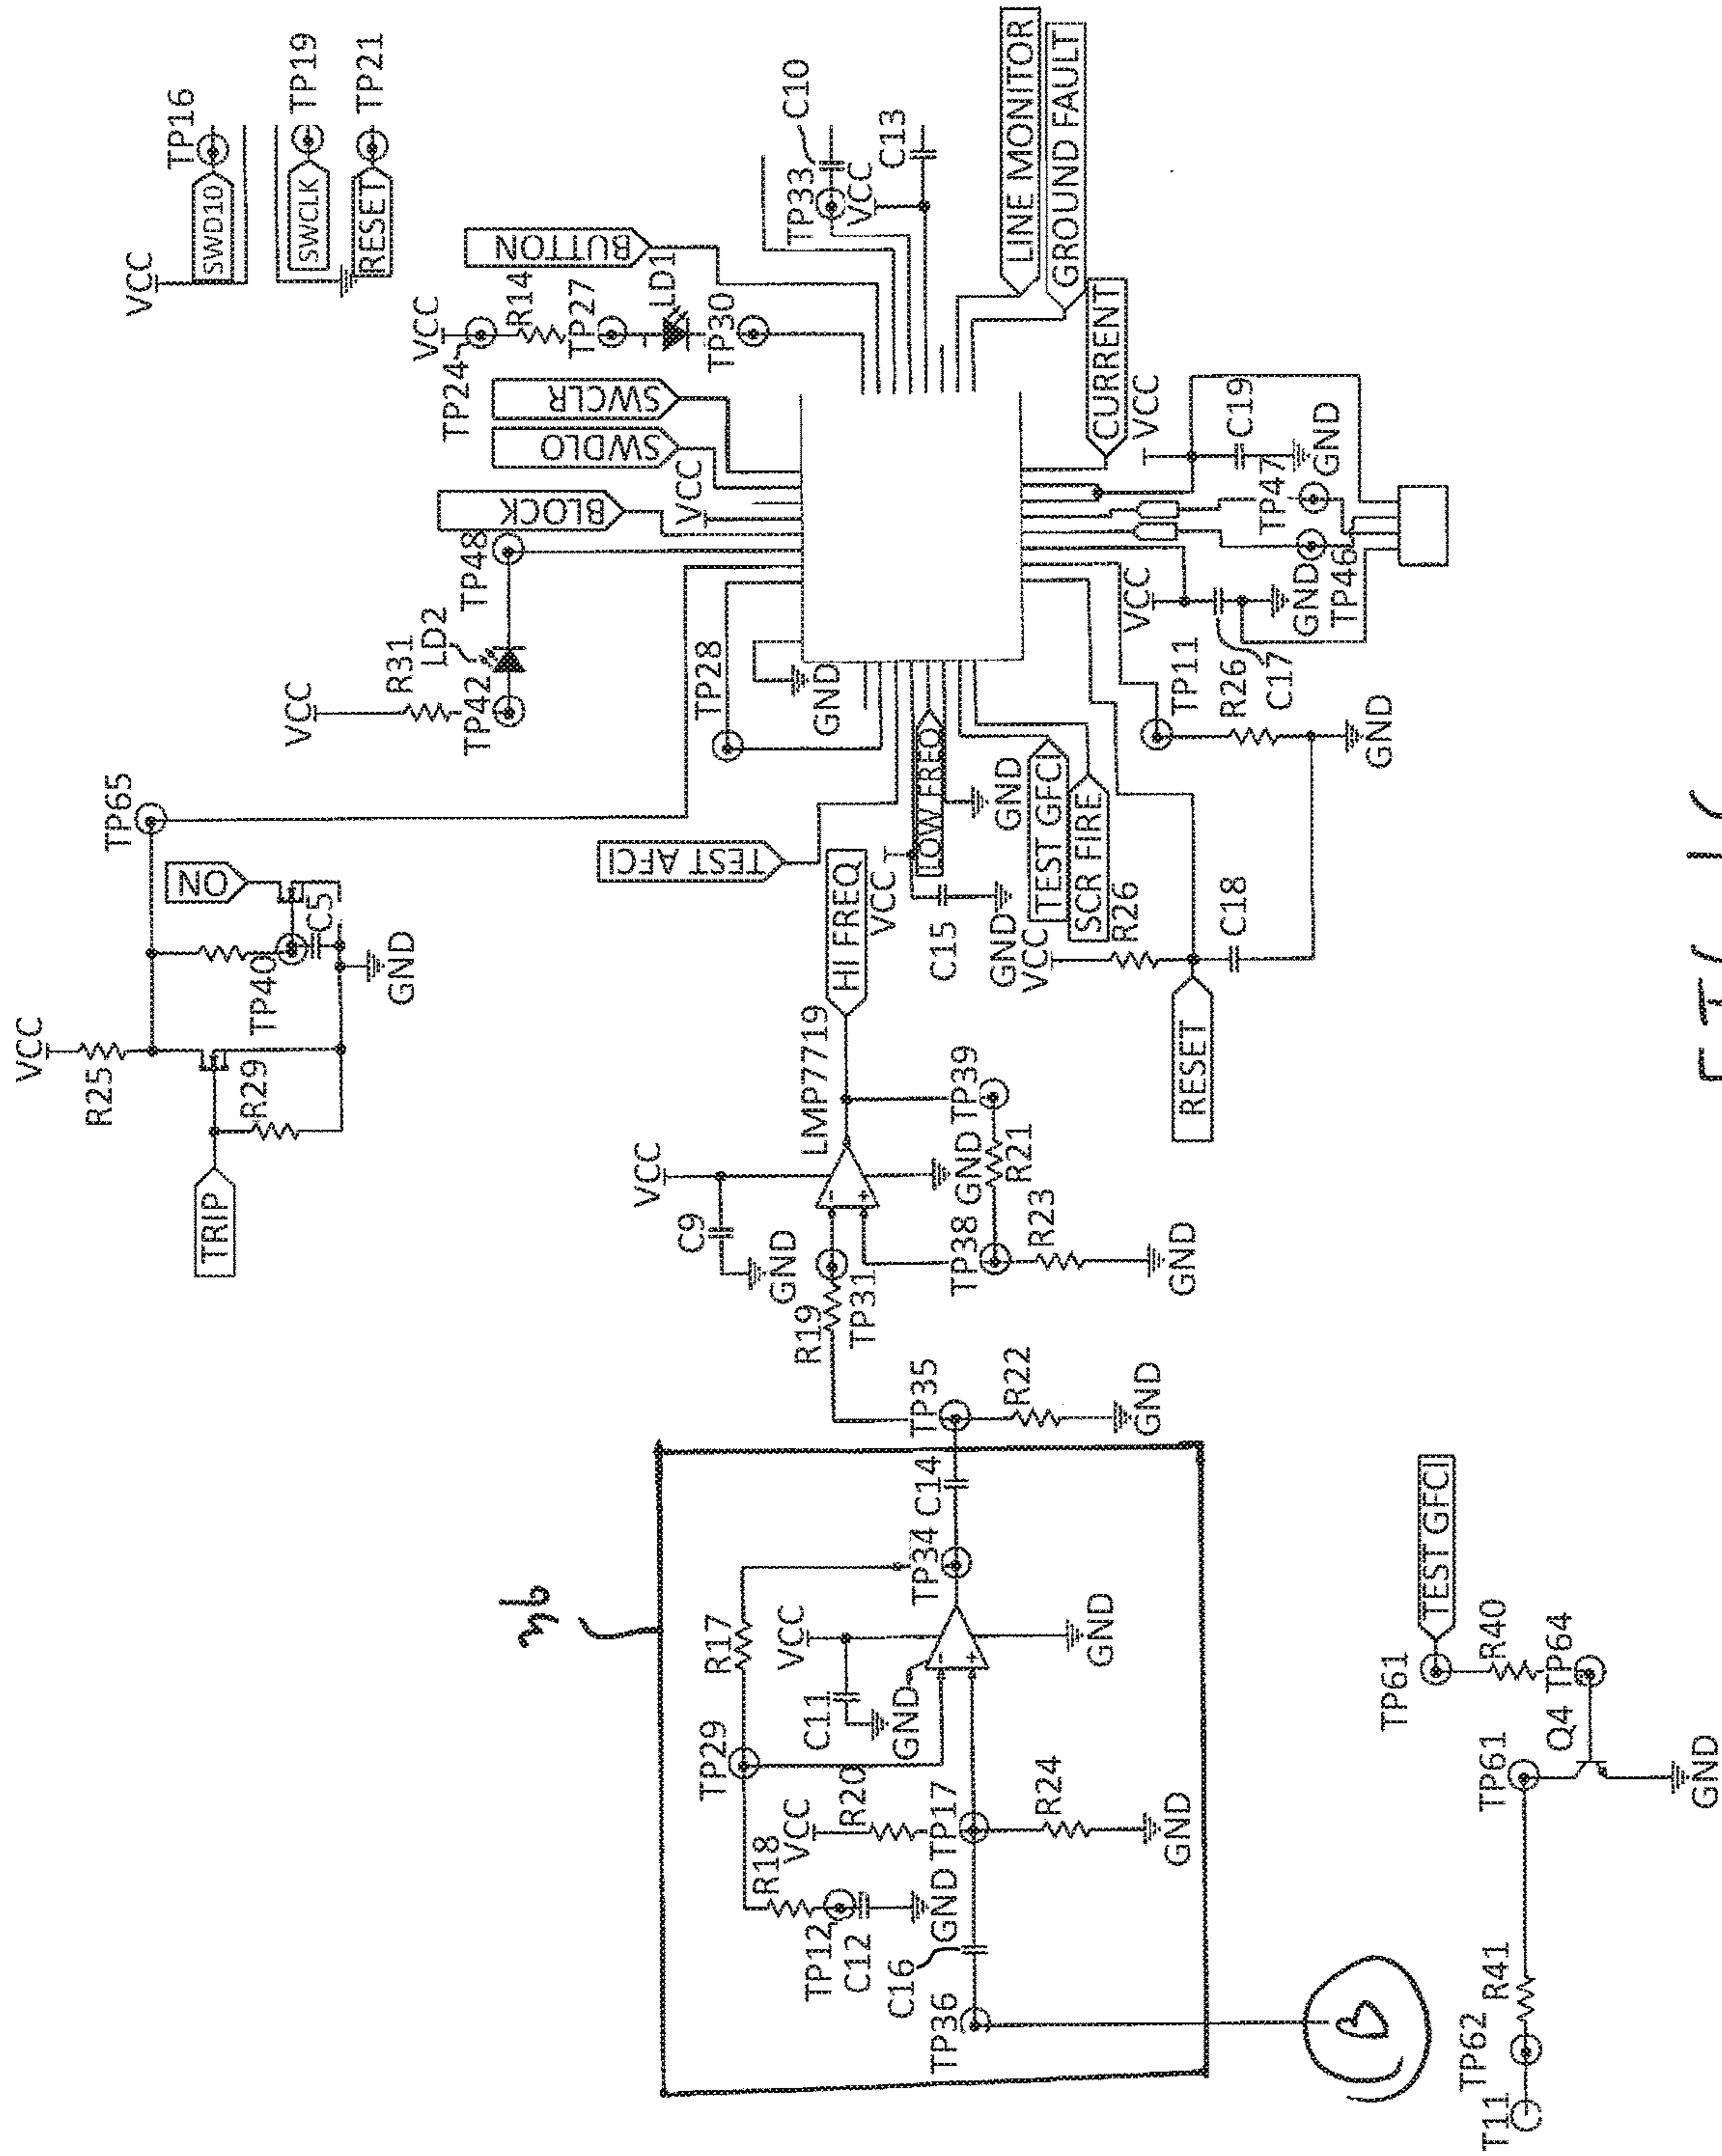 TP16
SWD10
VCC
TP19
SWCLK
TP21
RESET
C10
TP33
VCC
C13
LINE MONITOR
GROUND FAULT
BUTTON
VCC
R14
TP24
TP27
LD1
TP30
SWCLR
SWDLO
VCC
BLOCK
TP48
LD2
R31
TP42
VCC
TP28
GND
CURRENT
VCC
C19
GND
TP47
TP46
GND
VCC
C17
R26
TP11
GND
TP65
ON
C5
TP40
GND
VCC
R25
R29
TRIP
TEST AFCI
HI FREQ
VCC
LOW FREQ
GND
TEST GFCI
SCR FIRE
C15
GND
VCC
R26
C18
RESET
LMP7719
VCC
C9
GND
-
+
GND
TP39
R21
TP38
R23
GND
R19
TP31
TP35
R22
GND
C14
TP34
R17
VCC
C11
GND
-
+
GND
TP29
R20
VCC
R18
TP12
C12
GND
TP17
R24
GND
C16
TP36
TEST GFCI
TP61
R40
TP64
Q4
TP61
GND
R41
TP62
T11